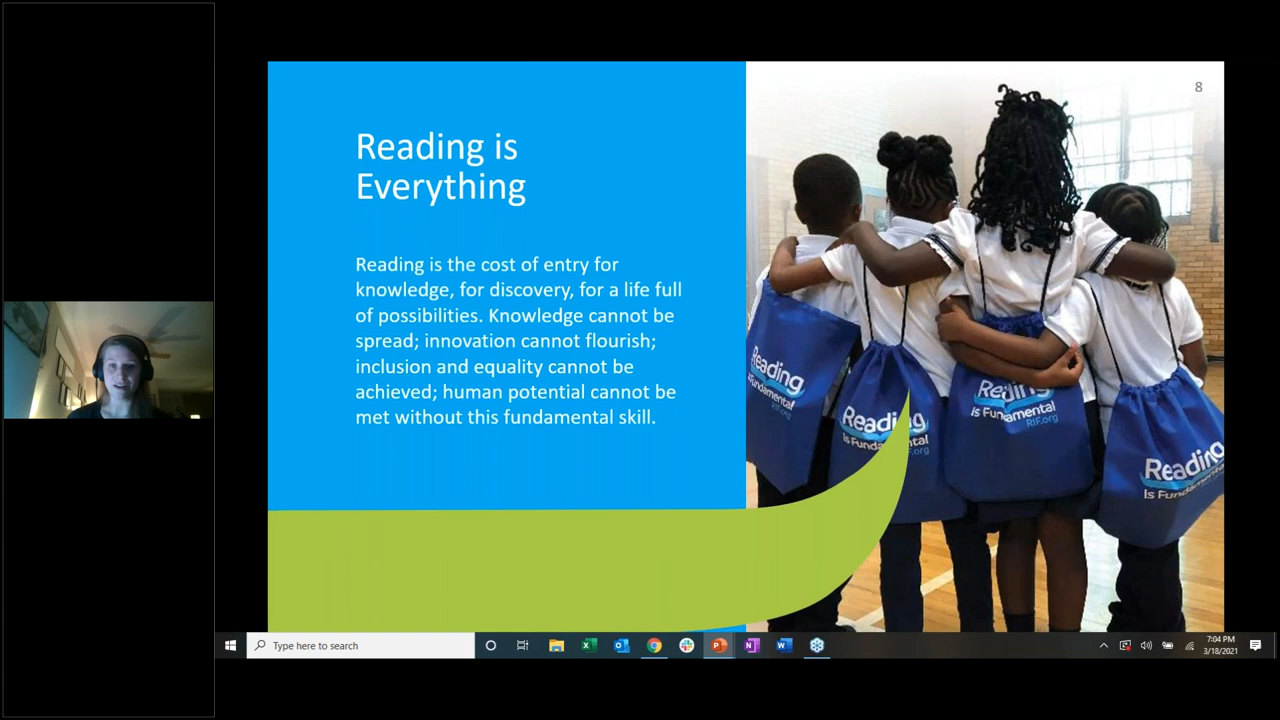 8
Reading is
Everything
Reading is the cost of entry for
knowledge, for discovery, for a life full
of possibilities. Knowledge cannot be
spread; innovation cannot flourish;
inclusion and equality cannot be
achieved; human potential cannot be
met without this fundamental skill.
Reading
Fundamental
RIF.org
Reading
is Fundamental
RIF.org
Reading
is Fundamental
RIF.org
Reading
Is Fundamental
Type here to search
7:04 PM
3/18/2021